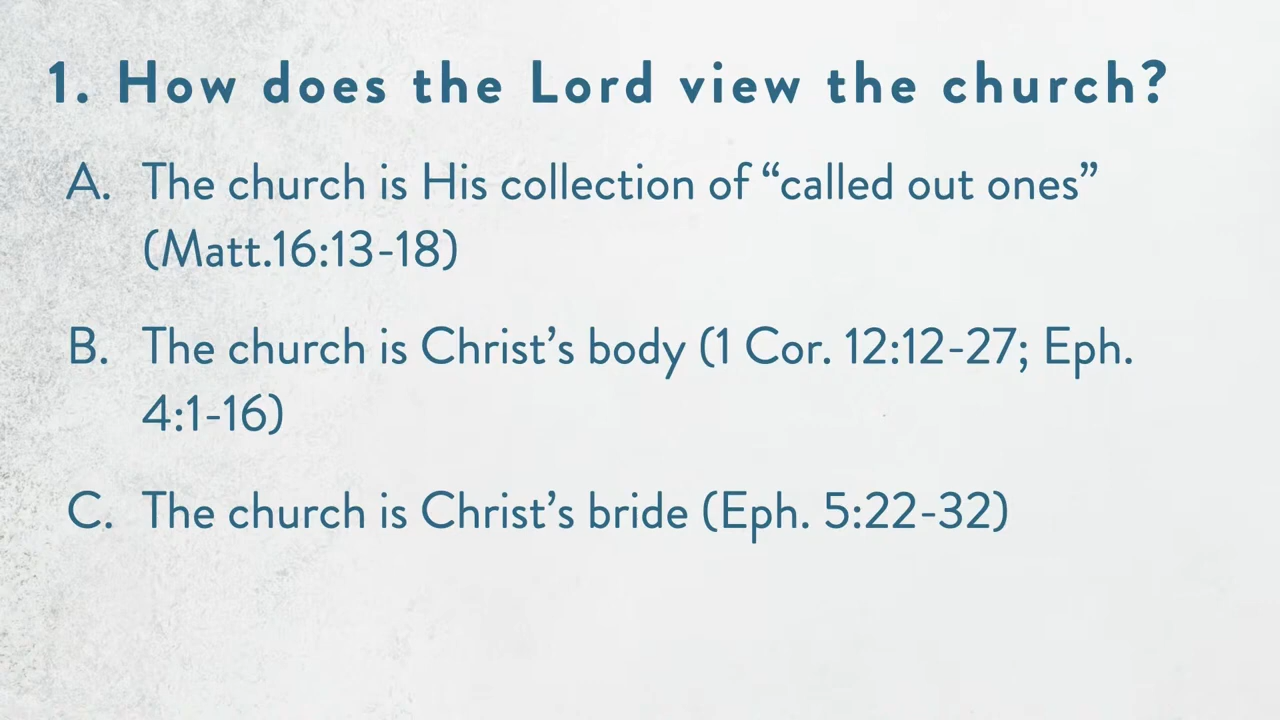 1. How does the Lord view the church?
A. The church is His collection of “called out ones”
(Matt.16:13-18)
B. The church is Christ’s body (1 Cor. 12:12-27; Eph.
4:1-16)
C. The church is Christ’s bride (Eph. 5:22-32)